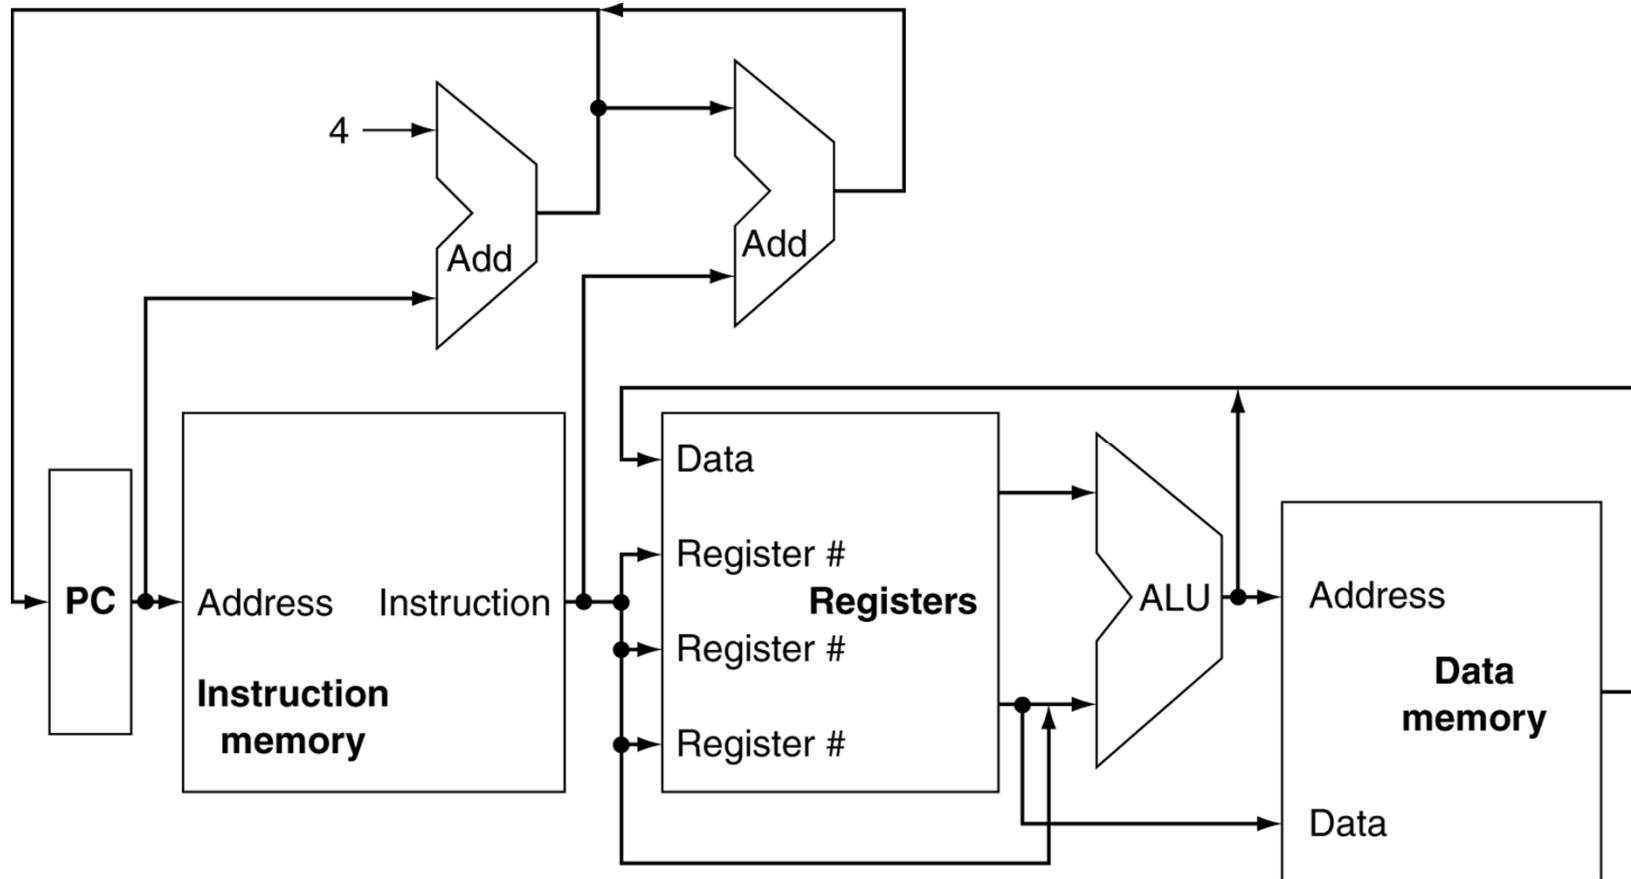 4
Add
Add
Data
Register #
Registers
Register #
Register #
PC
Address
Instruction
Instruction
memory
ALU
Address
Data
memory
Data